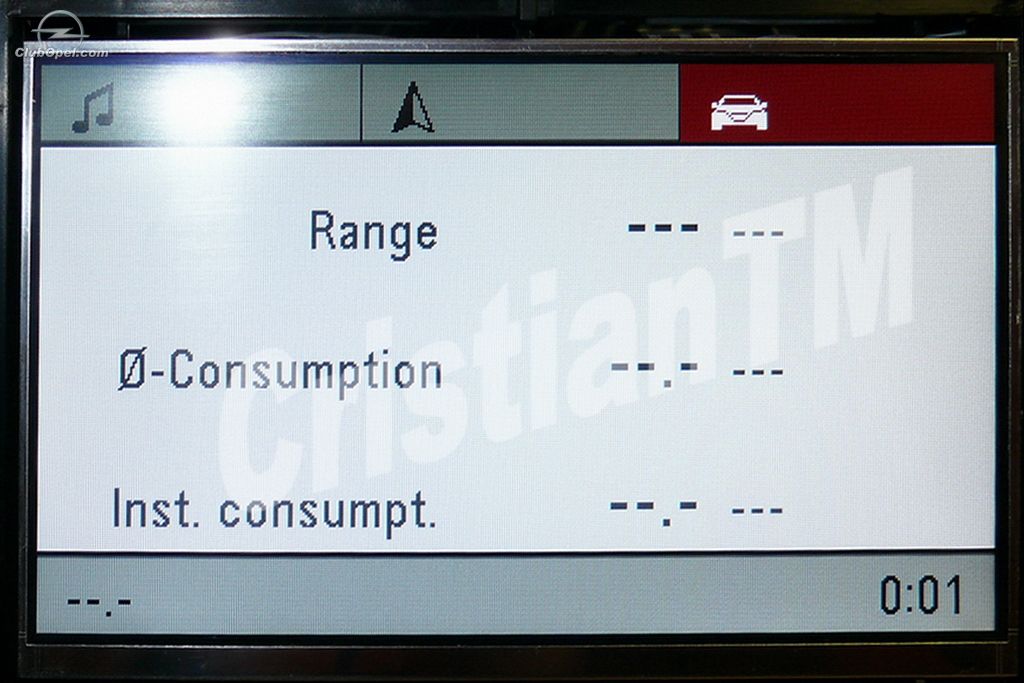 ClubOpel.com
Range --- ---
Ø-Consumption --.- ---
Inst. consumpt. --.- ---
CristianTM
--.- 0:01